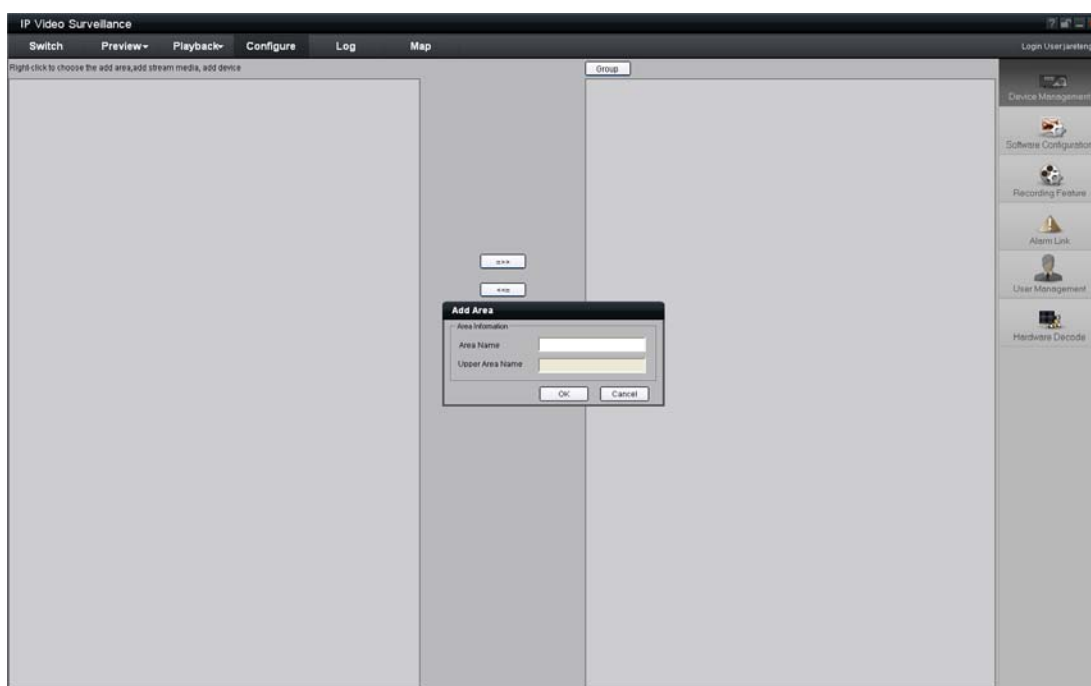 IP Video Surveillance
Switch Preview Playback Configure Log Map
Right-click to choose the add area,add stream media, add device
Group
Device Management
Software Configuration
Recording Feature
Alarm Link
User Management
Hardware Decode
Add Area
Area Infomation
Area Name
Upper Area Name
OK Cancel